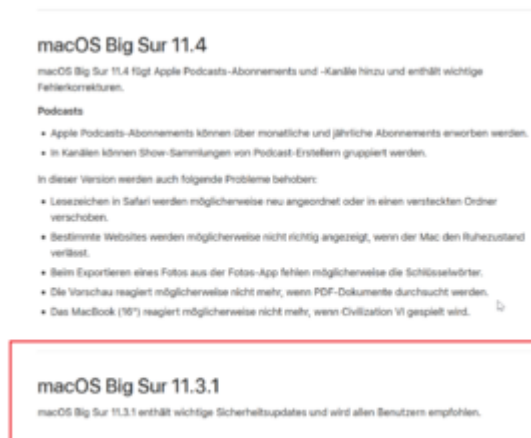 macOS Big Sur 11.4
macOS Big Sur 11.4 fügt Apple Podcasts-Abonnements und -Kanäle hinzu und enthält wichtige
Fehlerkorrekturen.
Podcasts
• Apple Podcasts-Abonnements können über monatliche und jährliche Abonnements erworben werden.
• In Kanälen können Show-Sammlungen von Podcast-Erstellern gruppiert werden.
In dieser Version werden auch folgende Probleme behoben:
• Lesezeichen in Safari werden möglicherweise neu angeordnet oder in einen versteckten Ordner
verschoben.
• Bestimmte Websites werden möglicherweise nicht richtig angezeigt, wenn der Mac den Ruhezustand
verlässt.
• Beim Exportieren eines Fotos aus der Fotos-App fehlen möglicherweise die Schlüsselwörter.
• Die Vorschau reagiert möglicherweise nicht mehr, wenn PDF-Dokumente durchsucht werden.
• Das MacBook (16") reagiert möglicherweise nicht mehr, wenn Civilization VI gespielt wird.
macOS Big Sur 11.3.1
macOS Big Sur 11.3.1 enthält wichtige Sicherheitsupdates und wird allen Benutzern empfohlen.